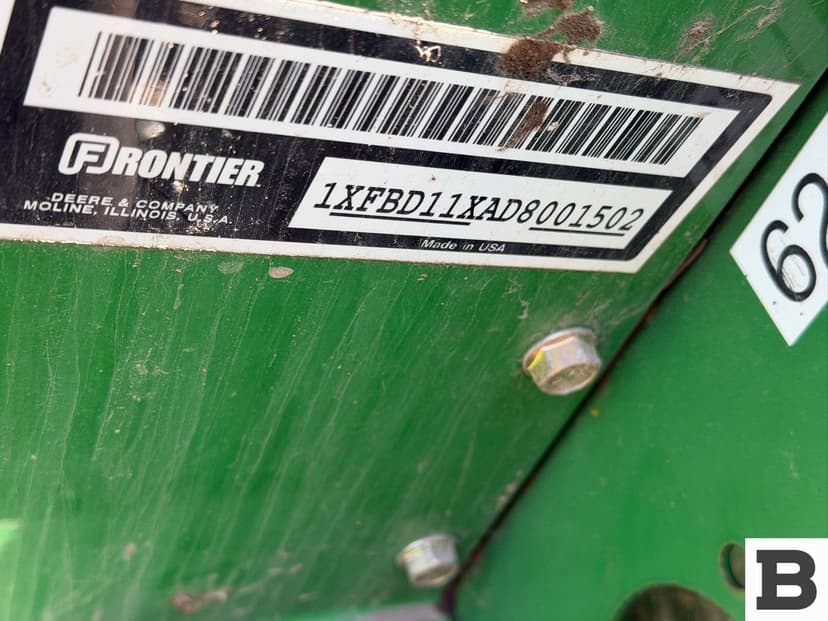 FRONTIER
DEERE & COMPANY
MOLINE, ILLINOIS, U.S.A.
1XFBD11XAD8001502
Made in USA
62
B